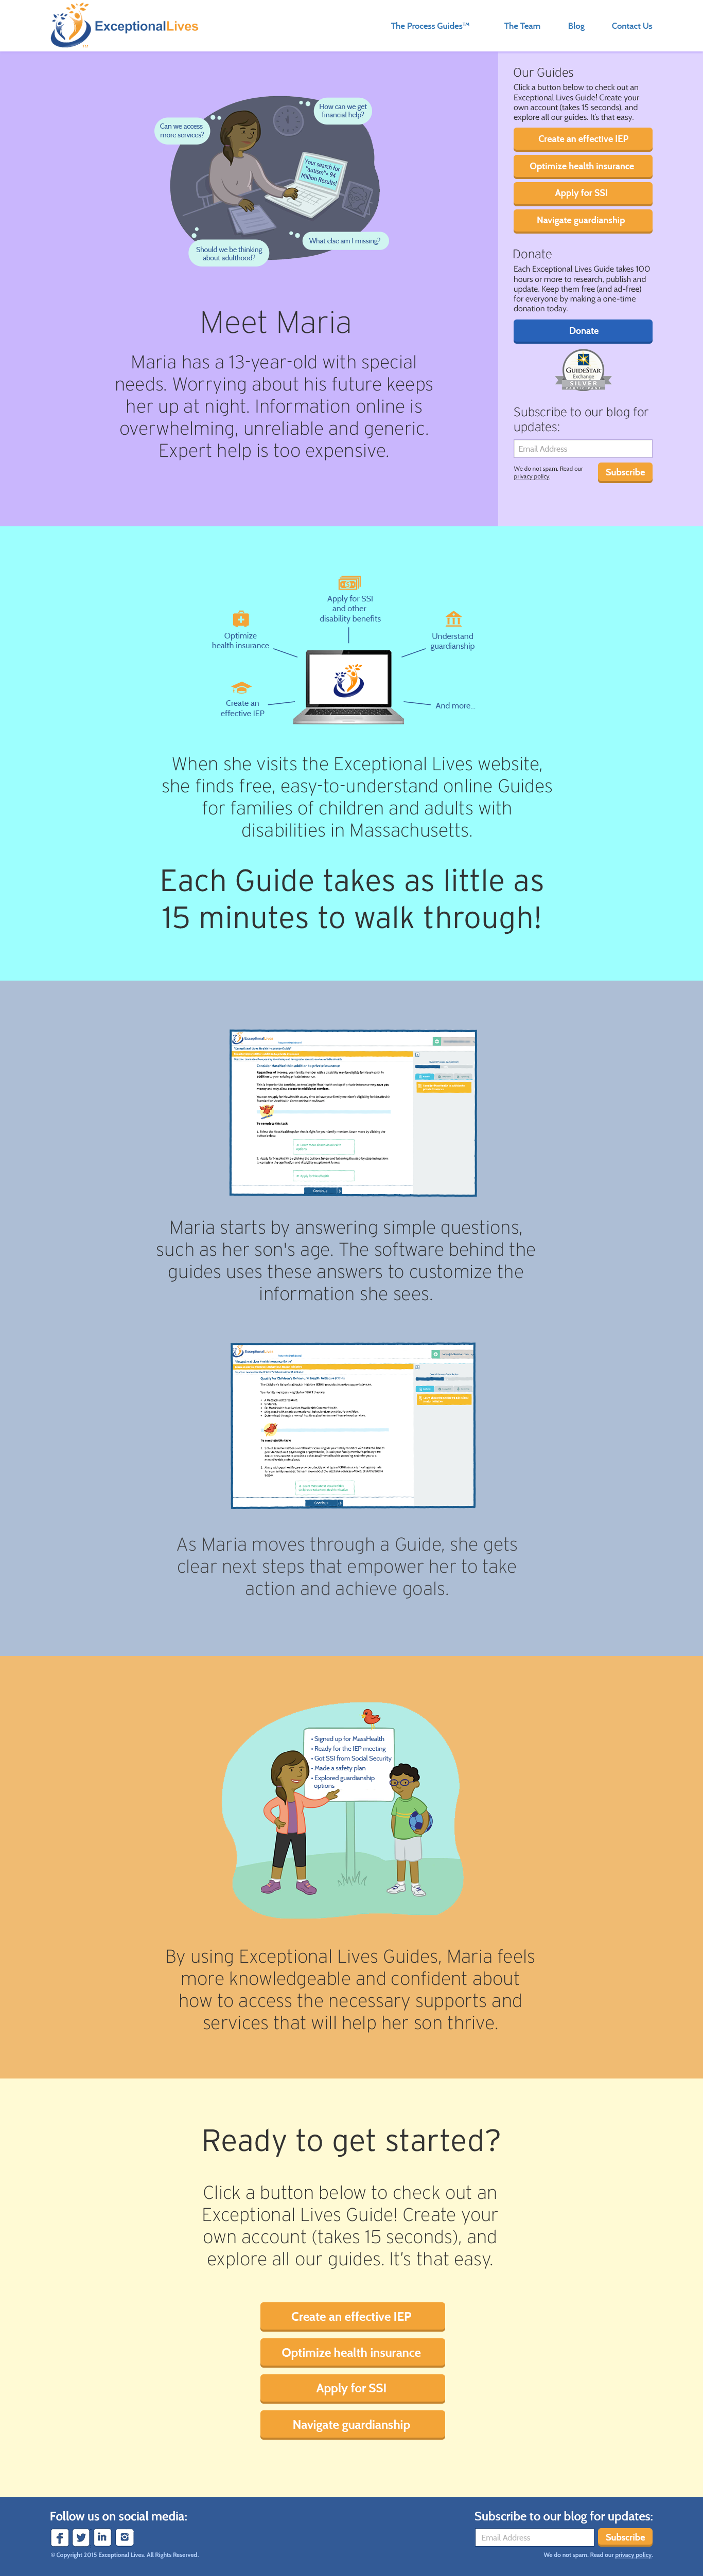 ExceptionalLives
The Process Guides™
The Team
Blog
Contact Us
Can we access
more services?
How can we get
financial help?
Your search for
"autism"= 94
Million Results!
Should we be thinking
about adulthood?
What else am I missing?
Meet Maria
Maria has a 13-year-old with special
needs. Worrying about his future keeps
her up at night. Information online is
overwhelming, unreliable and generic.
Expert help is too expensive.
Our Guides
Click a button below to check out an
Exceptional Lives Guide! Create your
own account (takes 15 seconds), and
explore all our guides. It's that easy.
Create an effective IEP
Optimize health insurance
Apply for SSI
Navigate guardianship
Donate
Each Exceptional Lives Guide takes 100
hours or more to research, publish and
update. Keep them free (and ad-free)
for everyone by making a one-time
donation today.
Donate
GUIDESTAR
Exchange
SILVER
Subscribe to our blog for
updates:
Email Address
We do not spam. Read our
privacy policy.
Subscribe
Apply for SSI
and other
disability benefits
Optimize
health insurance
Understand
guardianship
Create an
effective IEP
And more...
When she visits the Exceptional Lives website,
she finds free, easy-to-understand online Guides
for families of children and adults with
disabilities in Massachusetts.
Each Guide takes as little as
15 minutes to walk through!
ExceptionalLives
Consider MassHealth in addition to private insurance
To complete this task:
Continue
Maria starts by answering simple questions,
such as her son's age. The software behind the
guides uses these answers to customize the
information she sees.
ExceptionalLives
To complete this task:
Continue
As Maria moves through a Guide, she gets
clear next steps that empower her to take
action and achieve goals.
• Signed up for MassHealth
• Ready for the IEP meeting
• Got SSI from Social Security
• Made a safety plan
• Explored guardianship
options
By using Exceptional Lives Guides, Maria feels
more knowledgeable and confident about
how to access the necessary supports and
services that will help her son thrive.
Ready to get started?
Click a button below to check out an
Exceptional Lives Guide! Create your
own account (takes 15 seconds), and
explore all our guides. It's that easy.
Create an effective IEP
Optimize health insurance
Apply for SSI
Navigate guardianship
Follow us on social media:
© Copyright 2015 Exceptional Lives. All Rights Reserved.
Subscribe to our blog for updates:
Email Address
Subscribe
We do not spam. Read our privacy policy.